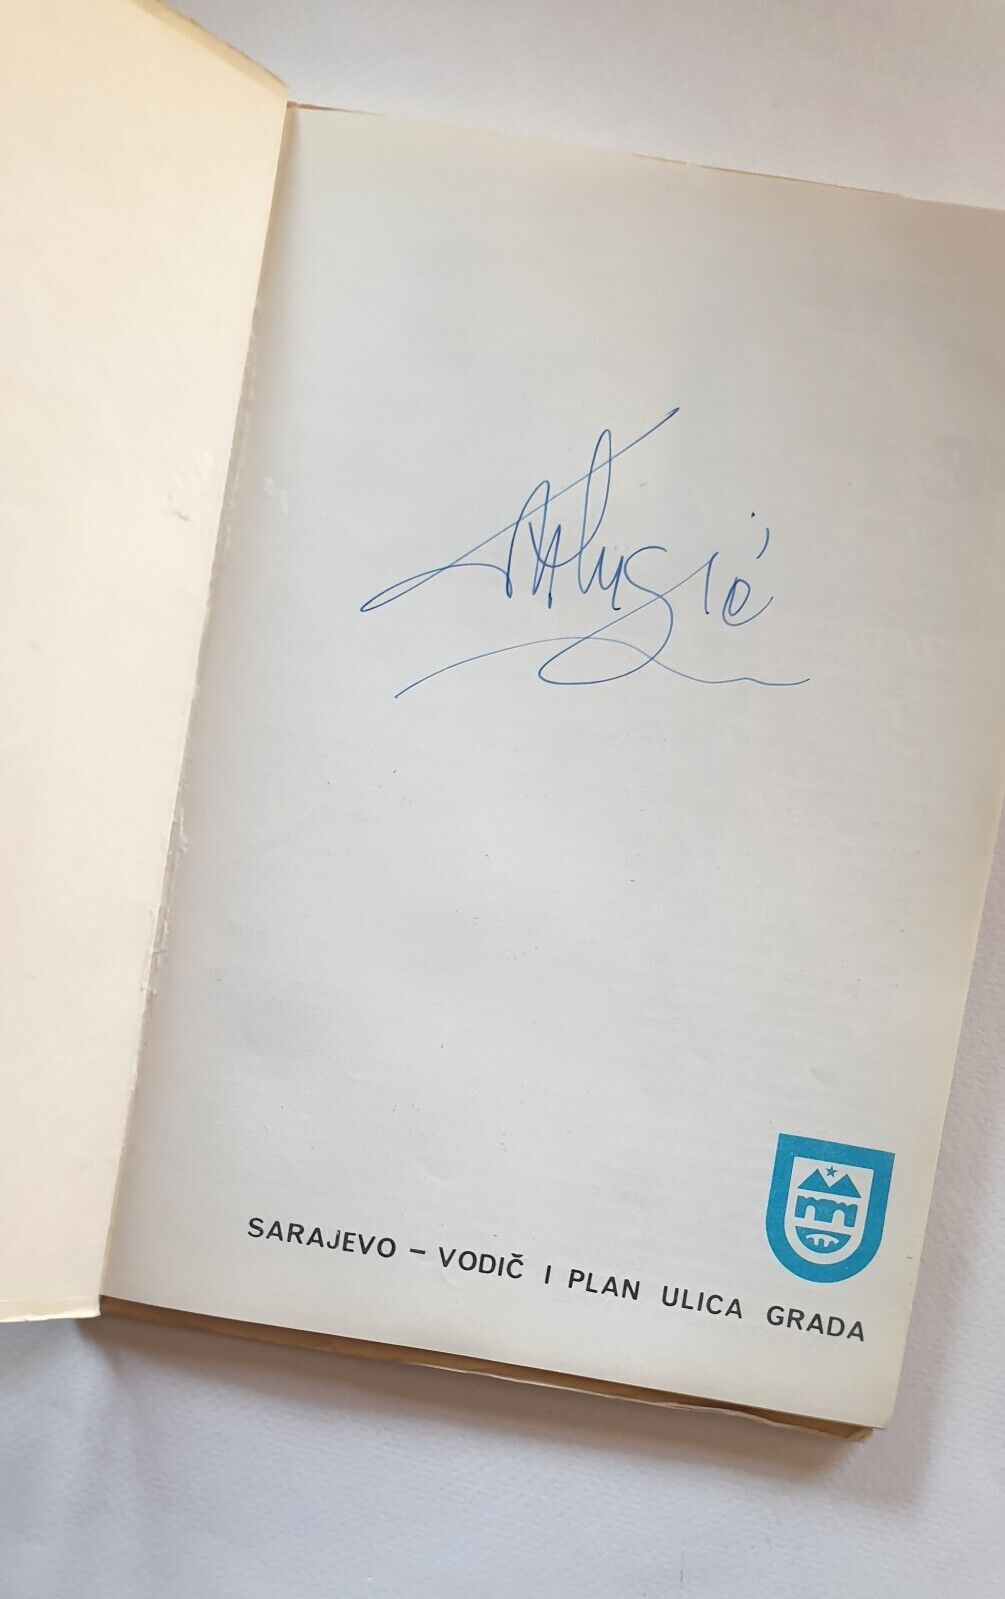 SARAJEVO – VODIČ I PLAN ULICA GRADA